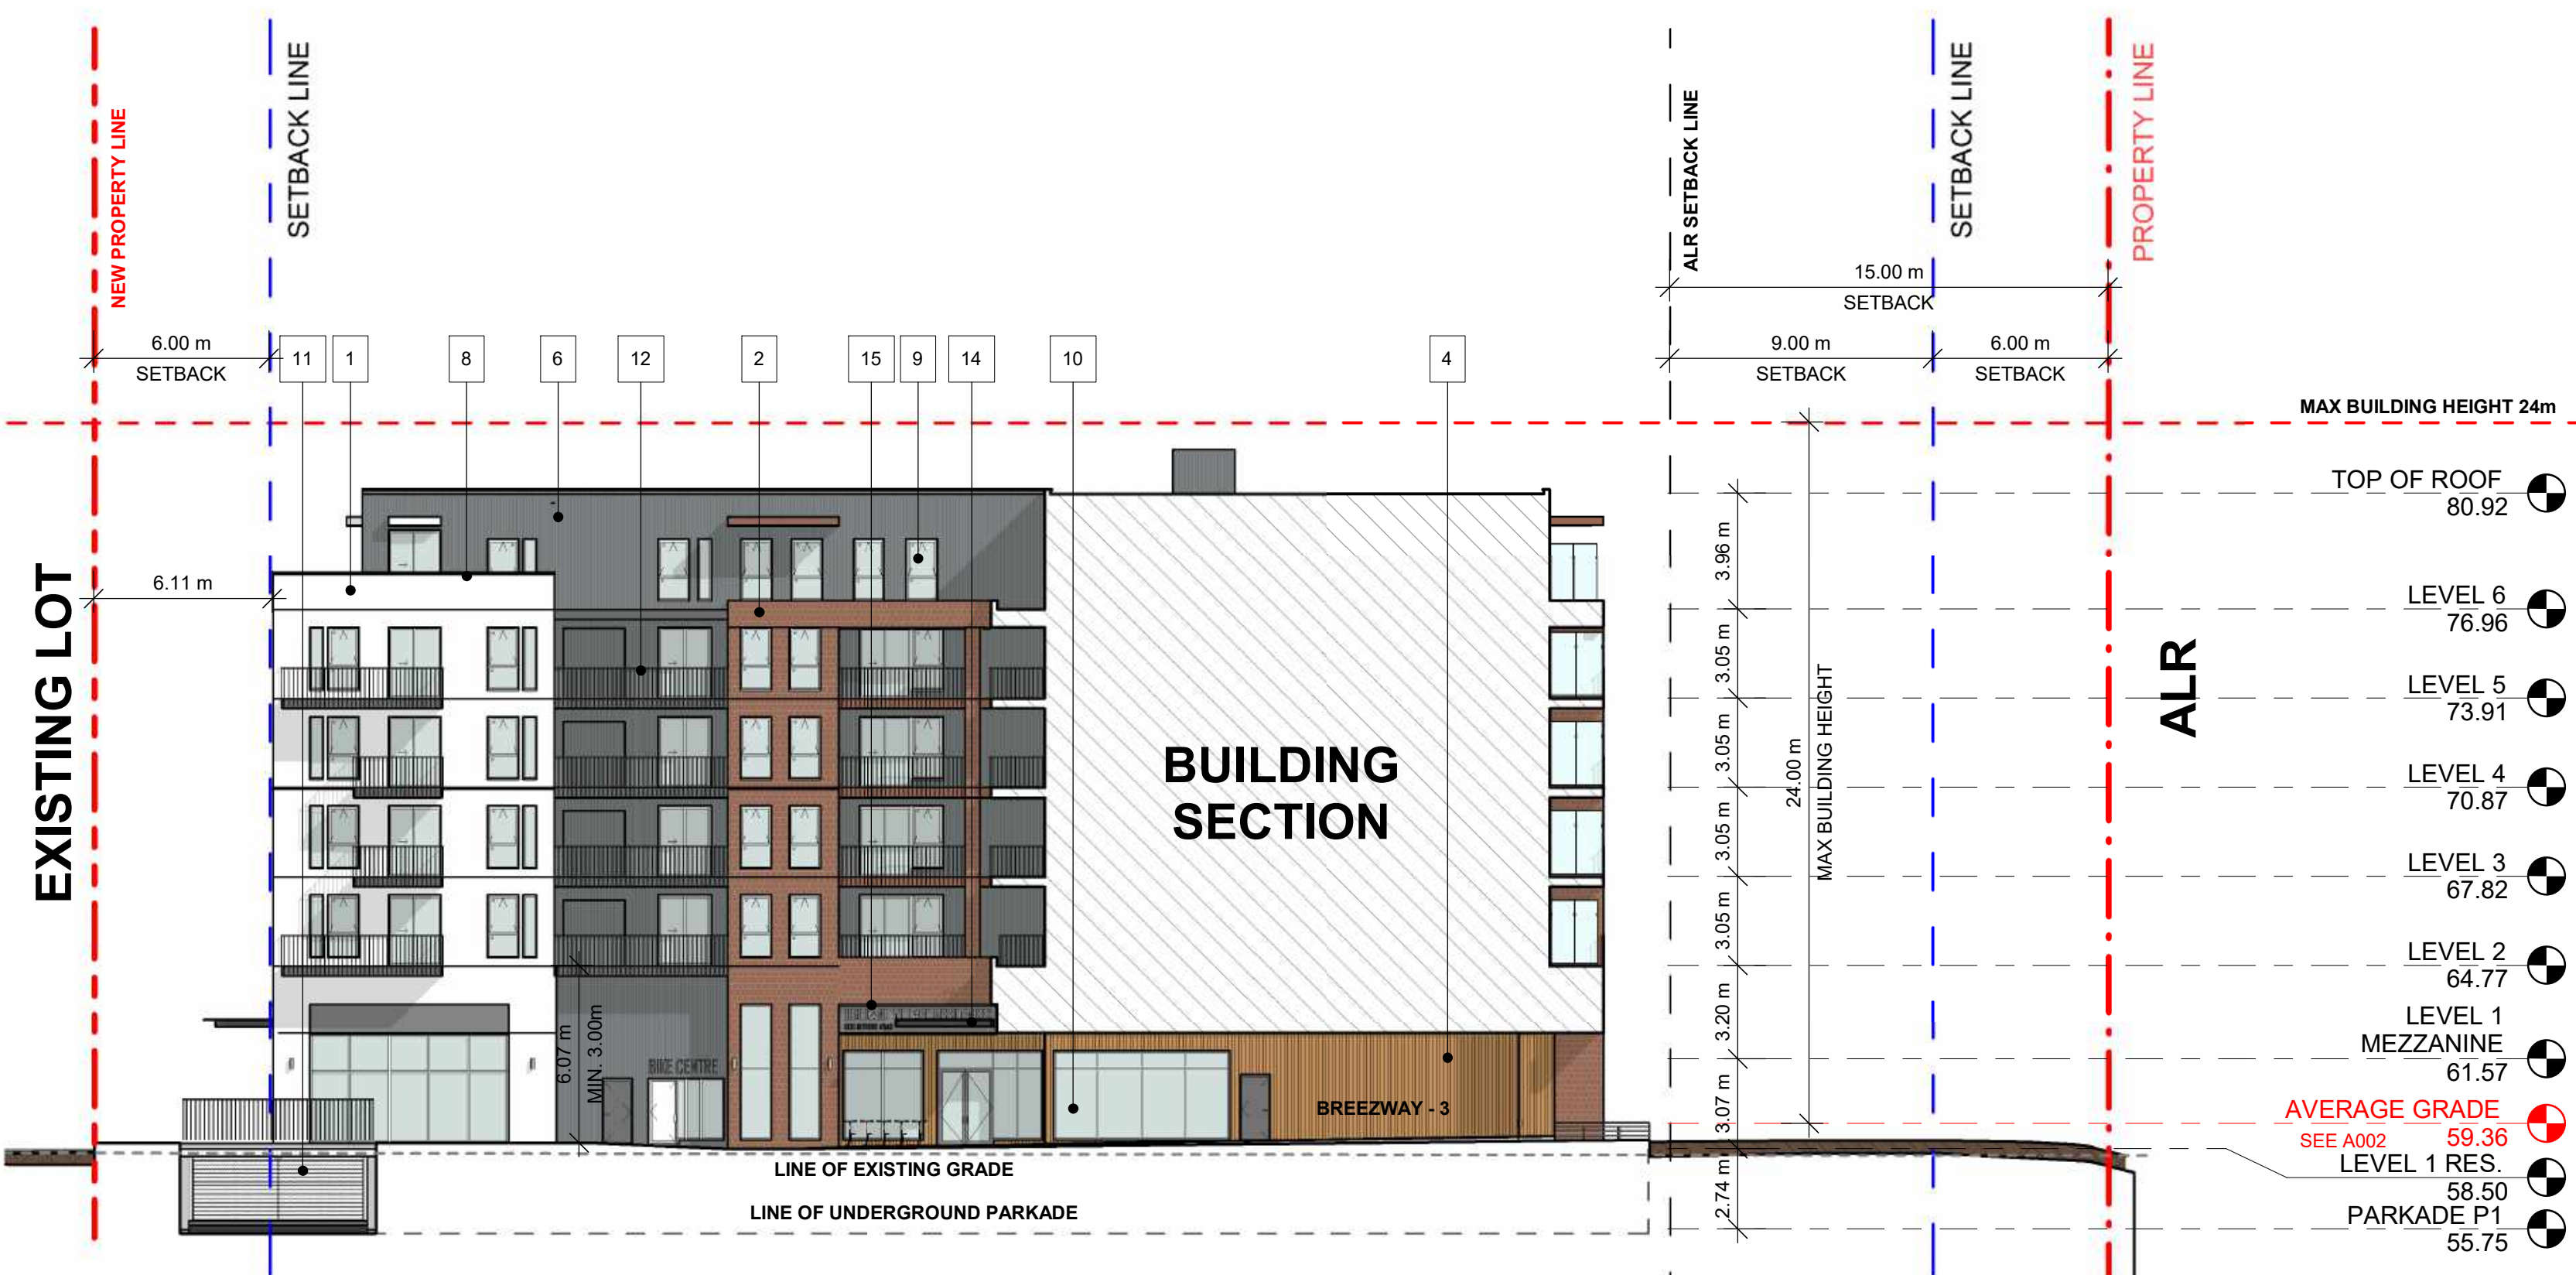 NEW PROPERTY LINE
SETBACK LINE
ALR SETBACK LINE
SETBACK LINE
PROPERTY LINE
15.00 m
SETBACK
6.00 m
SETBACK
11
1
8
6
12
2
15
9
14
10
4
9.00 m
SETBACK
6.00 m
SETBACK
MAX BUILDING HEIGHT 24m
TOP OF ROOF
80.92
3.96 m
EXISTING LOT
6.11 m
LEVEL 6
76.96
3.05 m
ALR
LEVEL 5
73.91
3.05 m
24.00 m
MAX BUILDING HEIGHT
BUILDING
SECTION
LEVEL 4
70.87
3.05 m
LEVEL 3
67.82
3.05 m
LEVEL 2
64.77
3.20 m
LEVEL 1
MEZZANINE
61.57
6.07 m
MIN. 3.00m
BIKE CENTRE
BREEZWAY - 3
3.07 m
AVERAGE GRADE
SEE A002 59.36
LINE OF EXISTING GRADE
LEVEL 1 RES.
58.50
2.74 m
LINE OF UNDERGROUND PARKADE
PARKADE P1
55.75